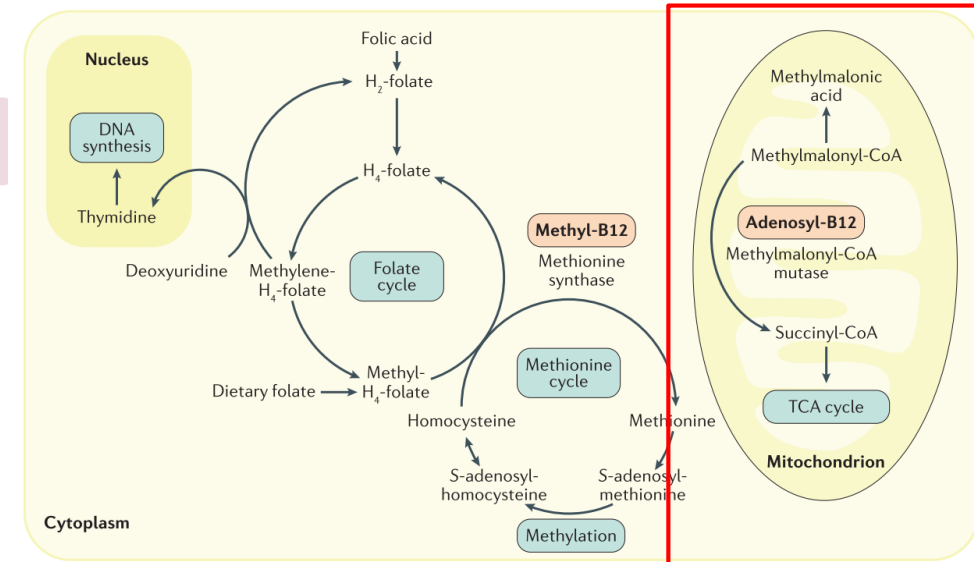 Nucleus
DNA
synthesis
Thymidine
Deoxyuridine
Folic acid
H2-folate
H4-folate
Methylene-
H4-folate
Folate
cycle
Dietary folate
Methyl-
H4-folate
Methyl-B12
Methionine
synthase
Methionine
cycle
Homocysteine
Methionine
S-adenosyl-
homocysteine
S-adenosyl-
methionine
Methylation
Cytoplasm
Methylmalonic
acid
Methylmalonyl-CoA
Adenosyl-B12
Methylmalonyl-CoA
mutase
Succinyl-CoA
TCA cycle
Mitochondrion